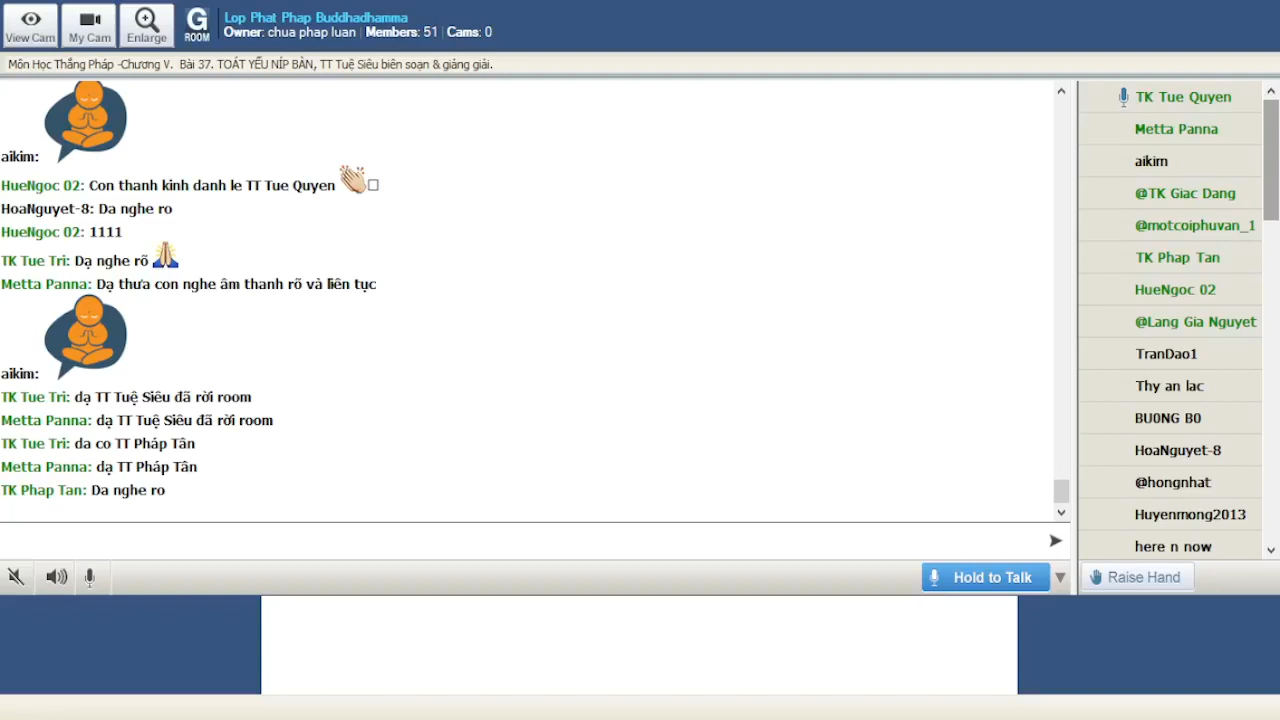 View Cam
My Cam
Enlarge
G
ROOM
Lop Phat Phap Buddhadhamma
Owner: chua phap luan | Members: 51 | Cams: 0
Môn Học Thắng Pháp -Chương V. Bài 37. TOÁT YẾU NÍP BÀN, TT Tuệ Siêu biên soạn & giảng giải.
aikim:
HueNgoc 02: Con thanh kinh danh le TT Tue Quyen
HoaNguyet-8: Da nghe ro
HueNgoc 02: 1111
TK Tue Tri: Dạ nghe rõ
Metta Panna: Dạ thưa con nghe âm thanh rõ và liên tục
aikim:
TK Tue Tri: dạ TT Tuệ Siêu đã rời room
Metta Panna: dạ TT Tuệ Siêu đã rời room
TK Tue Tri: da co TT Pháp Tân
Metta Panna: dạ TT Pháp Tân
TK Phap Tan: Da nghe ro
Hold to Talk
TK Tue Quyen
Metta Panna
aikim
@TK Giac Dang
@motcoiphuvan_1
TK Phap Tan
HueNgoc 02
@Lang Gia Nguyet
TranDao1
Thy an lac
BU0NG B0
HoaNguyet-8
@hongnhat
Huyenmong2013
here n now
Raise Hand